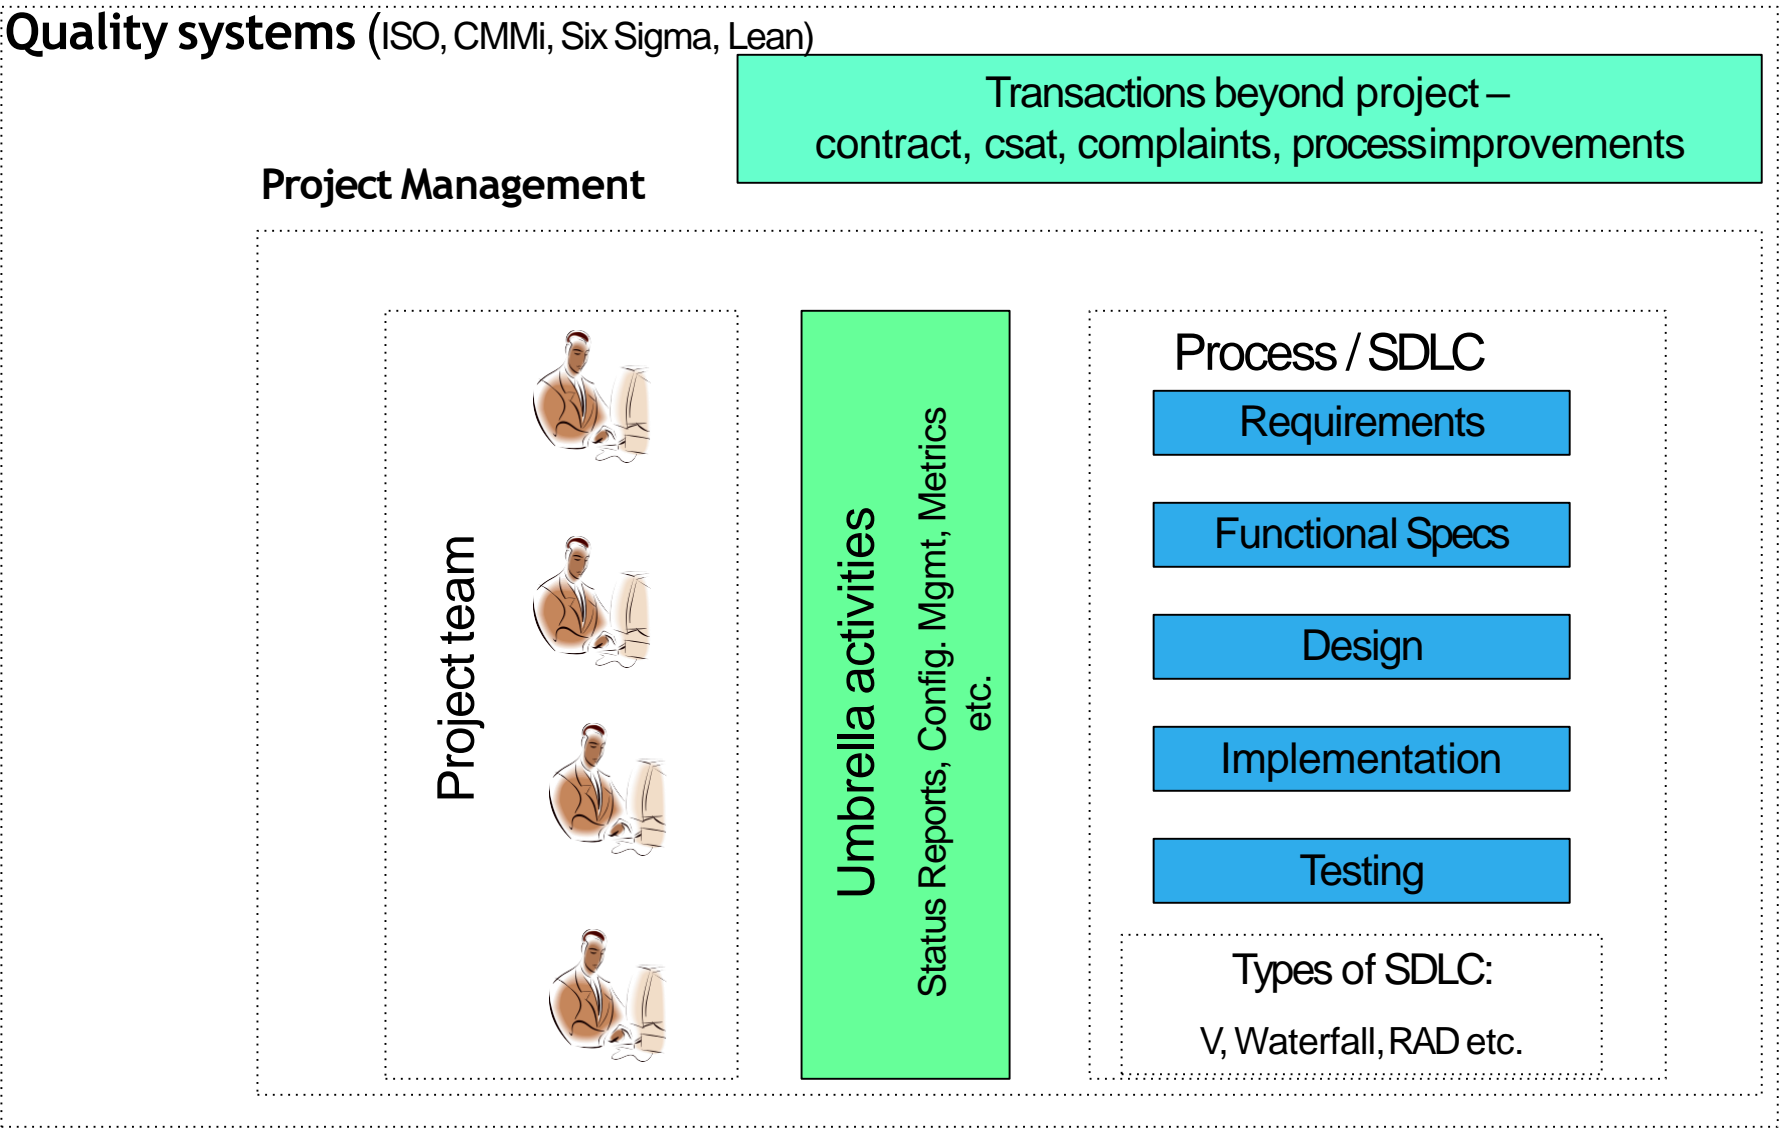 Quality systems (ISO, CMMi, Six Sigma, Lean)
Transactions beyond project –
contract, csat, complaints, process improvements
Project Management
Project team
Umbrella activities
Status Reports, Config. Mgmt, Metrics
etc.
Process / SDLC
Requirements
Functional Specs
Design
Implementation
Testing
Types of SDLC:
V, Waterfall, RAD etc.